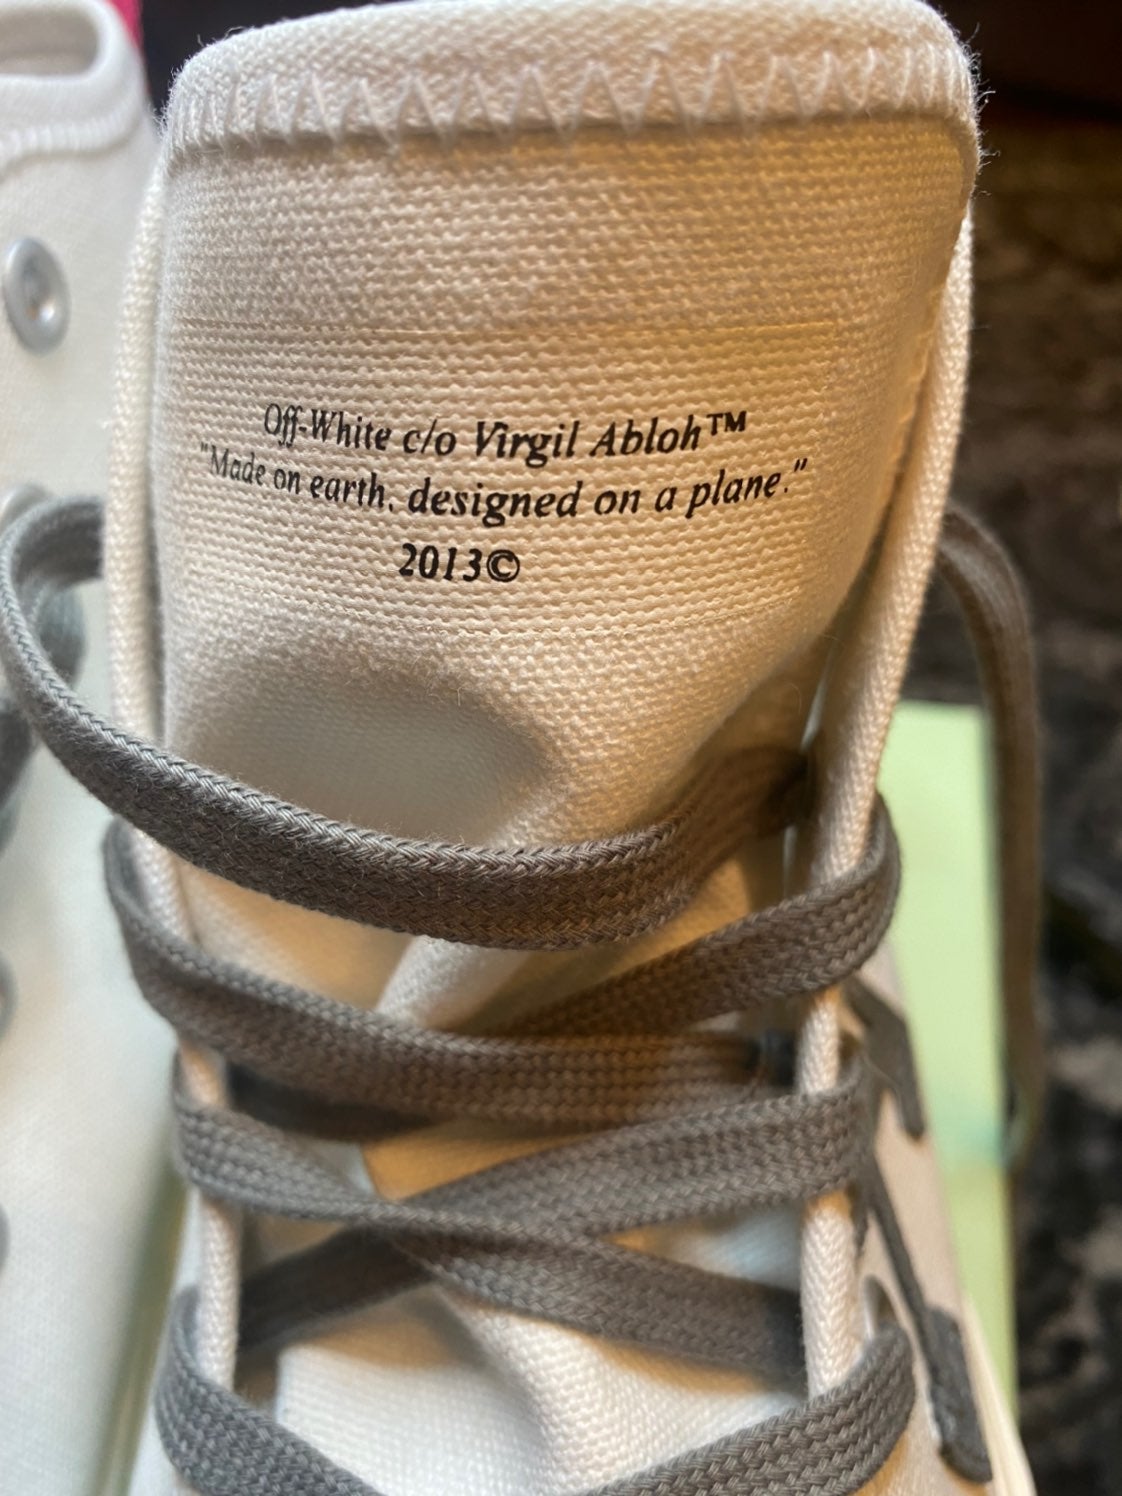 Off-White c/o Virgil Abloh™
"Made on earth. designed on a plane."
2013©